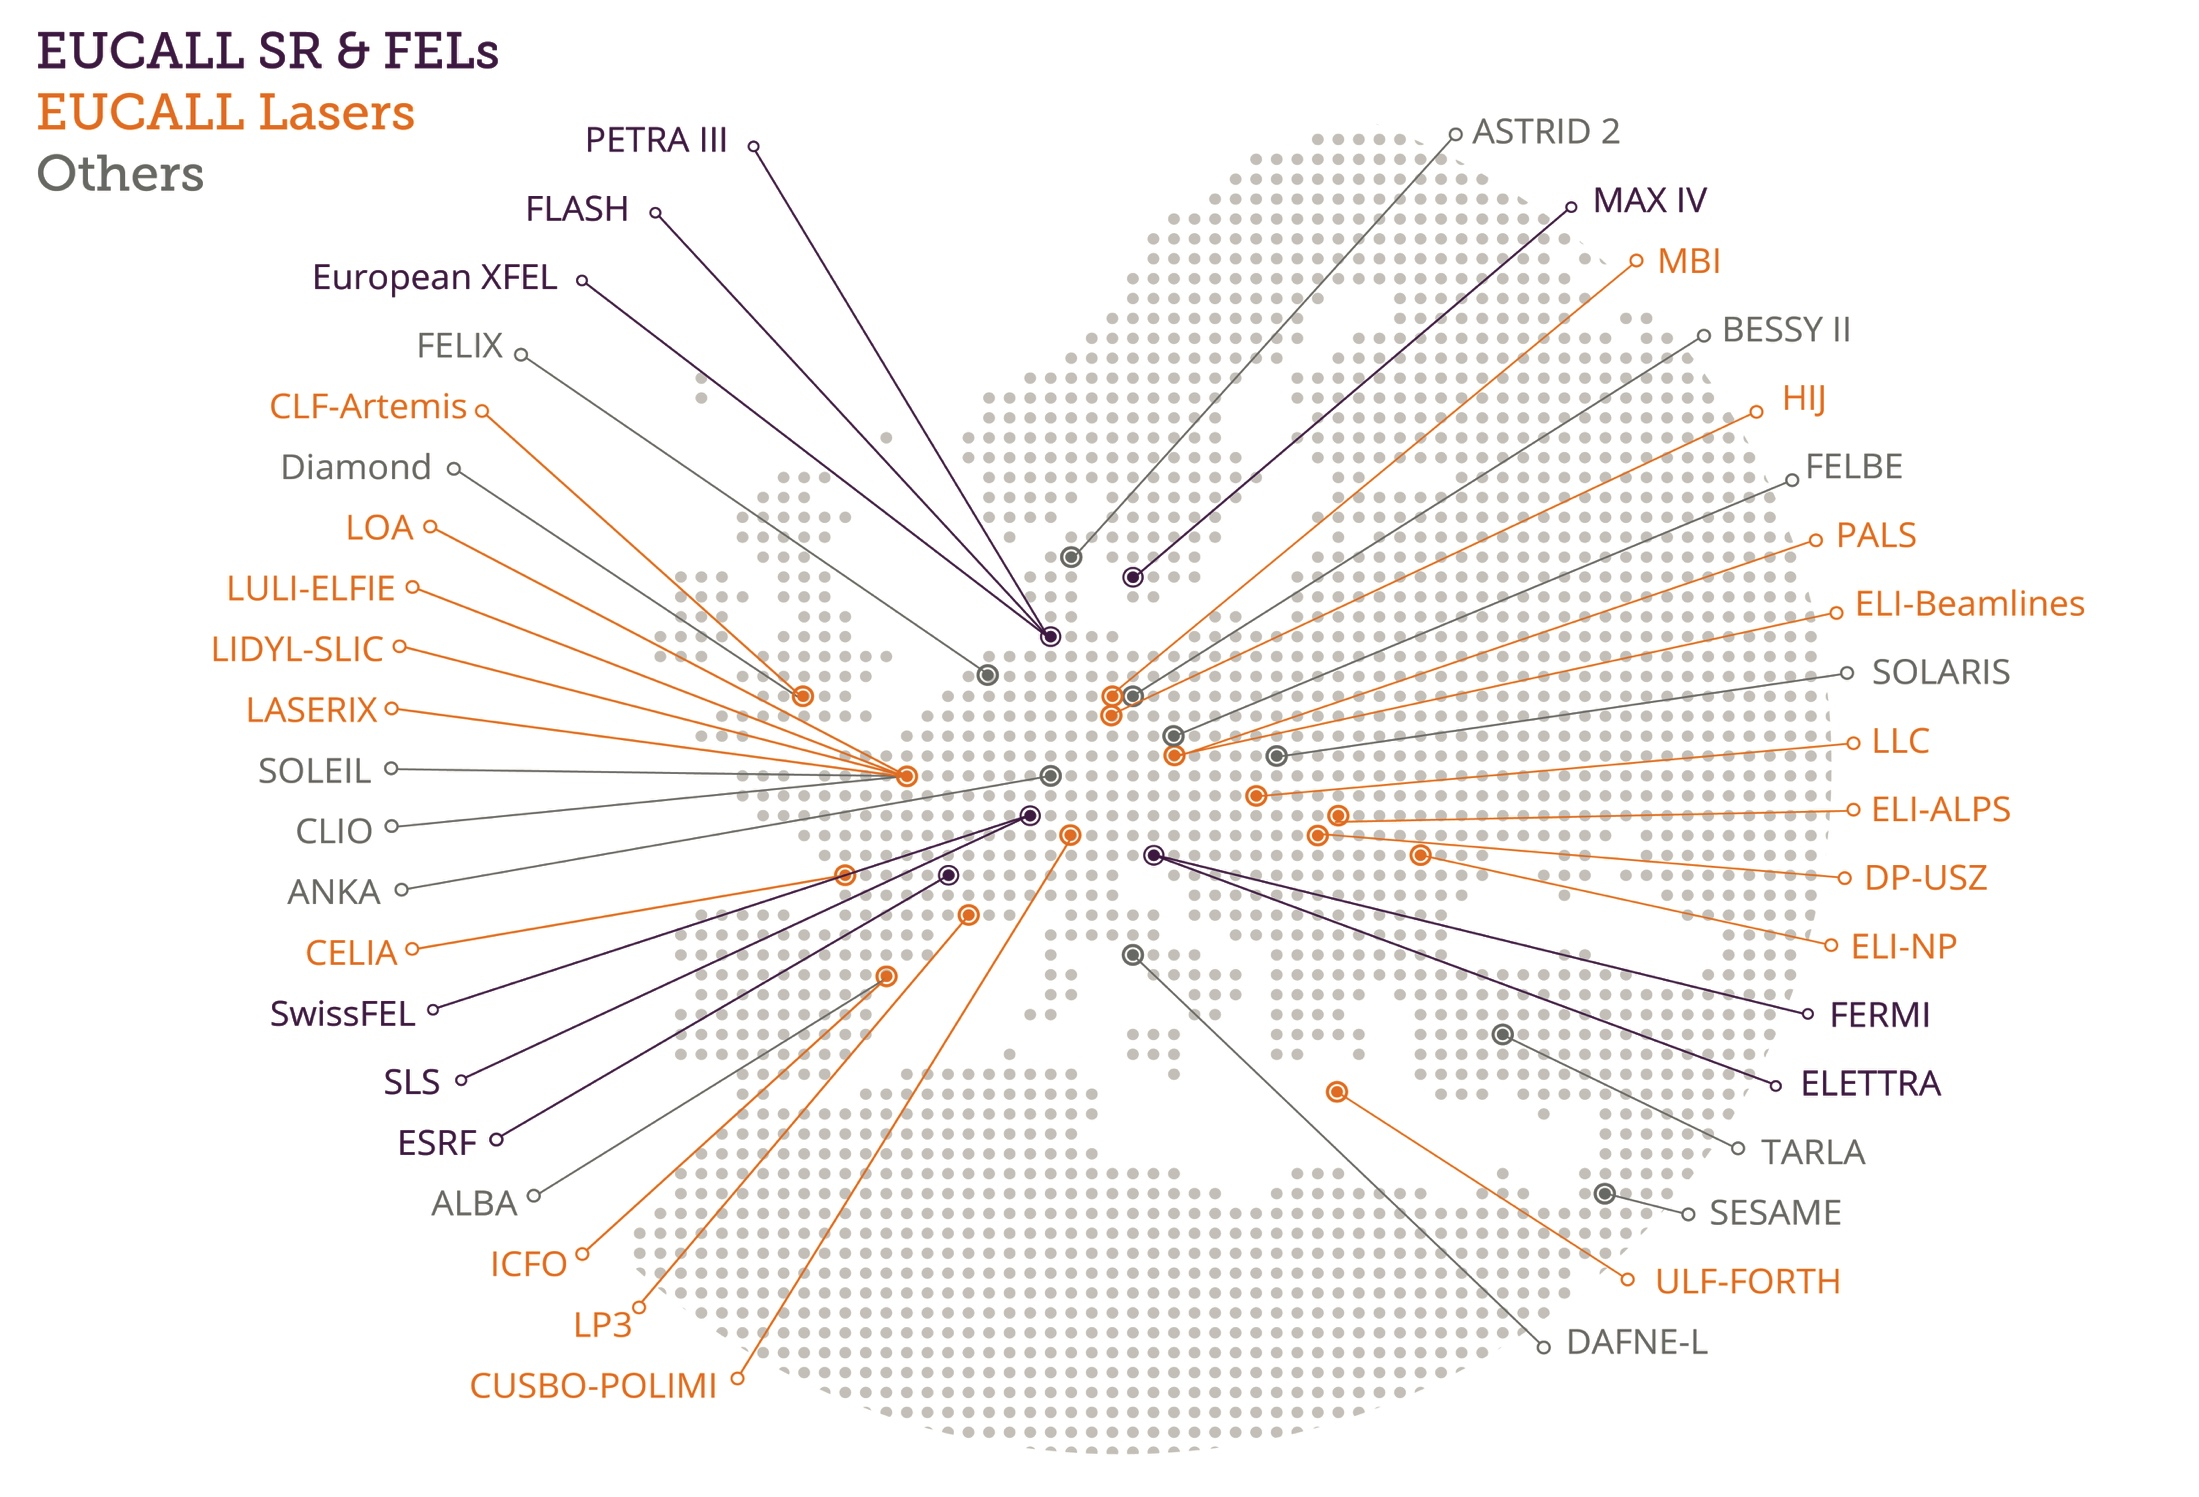 EUCALL SR & FELs
EUCALL Lasers
Others
PETRA III
FLASH
European XFEL
FELIX
CLF-Artemis
Diamond
LOA
LULI-ELFIE
LIDYL-SLIC
LASERIX
SOLEIL
CLIO
ANKA
CELIA
SwissFEL
SLS
ESRF
ALBA
ICFO
LP3
CUSBO-POLIMI
ASTRID 2
MAX IV
MBI
BESSY II
HIJ
FELBE
PALS
ELI-Beamlines
SOLARIS
LLC
ELI-ALPS
DP-USZ
ELI-NP
FERMI
ELETTRA
TARLA
SESAME
ULF-FORTH
DAFNE-L